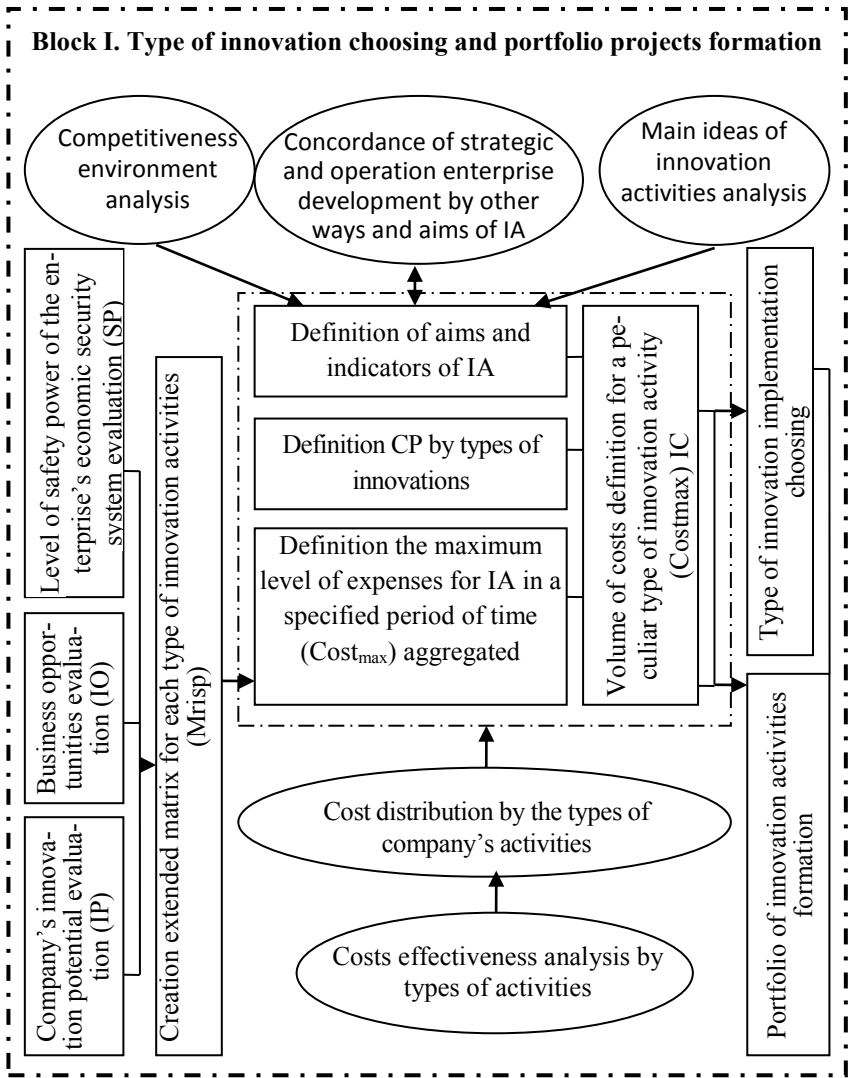 Block I. Type of innovation choosing and portfolio projects formation
Competitiveness
environment
analysis
Concordance of strategic
and operation enterprise
development by other
ways and aims of IA
Main ideas of
innovation
activities analysis
Level of safety power of the en-
terprise’s economic security
system evaluation (SP)
Business oppor-
tunities evalua-
tion (IO)
Company’s innova-
tion potential evalua-
tion (IP)
Creation extended matrix for each type of innovation activities
(Mrisp)
Definition of aims and
indicators of IA
Definition CP by types of
innovations
Definition the maximum
level of expenses for IA in a
specified period of time
(Costmax) aggregated
Volume of costs definition for a pe-
culiar type of innovation activity
(Costmax) IC
Type of innovation implementation
choosing
Portfolio of innovation activities
formation
Cost distribution by the types of
company’s activities
Costs effectiveness analysis by
types of activities